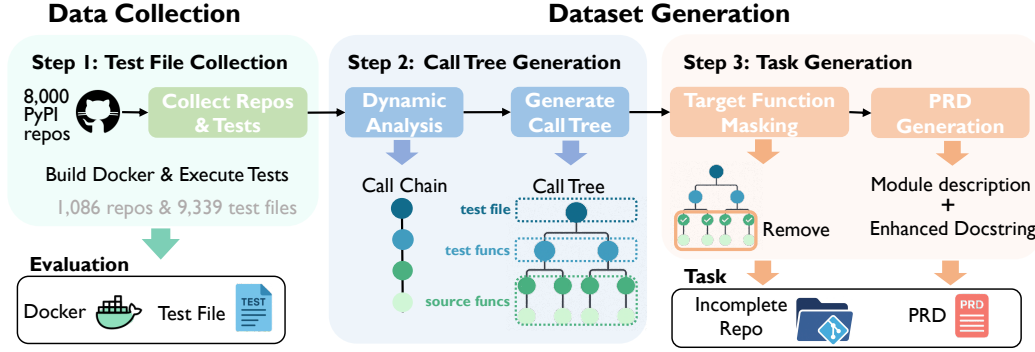 Data Collection
Dataset Generation
Step 1: Test File Collection
8,000
PyPI
repos
Collect Repos
& Tests
Build Docker & Execute Tests
1,086 repos & 9,339 test files
Evaluation
Docker
Test File
TEST
Step 2: Call Tree Generation
Dynamic
Analysis
Generate
Call Tree
Call Chain
Call Tree
test file
test funcs
source funcs
Step 3: Task Generation
Target Function
Masking
PRD
Generation
Remove
Module description
+
Enhanced Docstring
Task
Incomplete
Repo
PRD
PRD